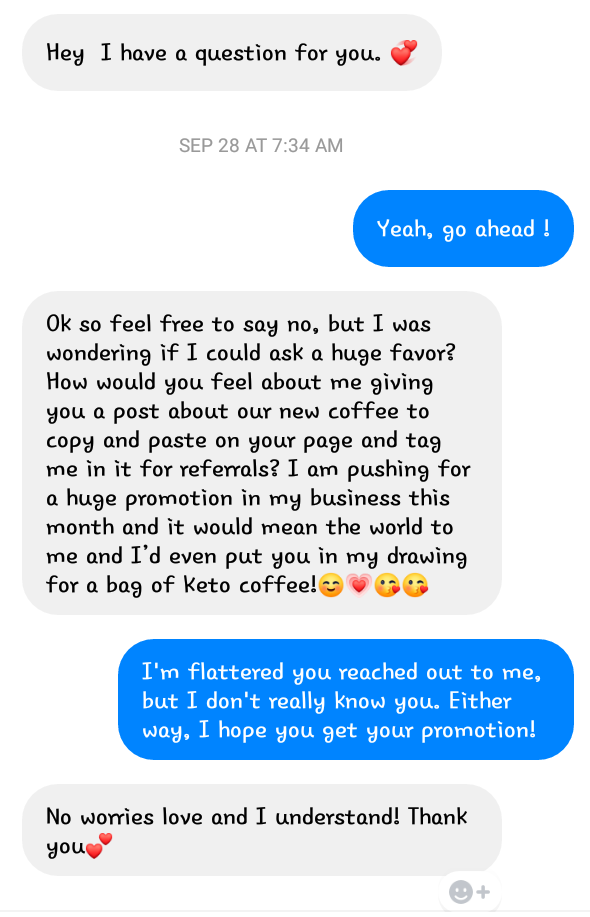 Hey  I have a question for you. 💞
SEP 28 AT 7:34 AM
Yeah, go ahead !
Ok so feel free to say no, but I was
wondering if I could ask a huge favor?
How would you feel about me giving
you a post about our new coffee to
copy and paste on your page and tag
me in it for referrals? I am pushing for
a huge promotion in my business this
month and it would mean the world to
me and I’d even put you in my drawing
for a bag of Keto coffee!😊💗😘😘
I'm flattered you reached out to me,
but I don't really know you. Either
way, I hope you get your promotion!
No worries love and I understand! Thank
you💕